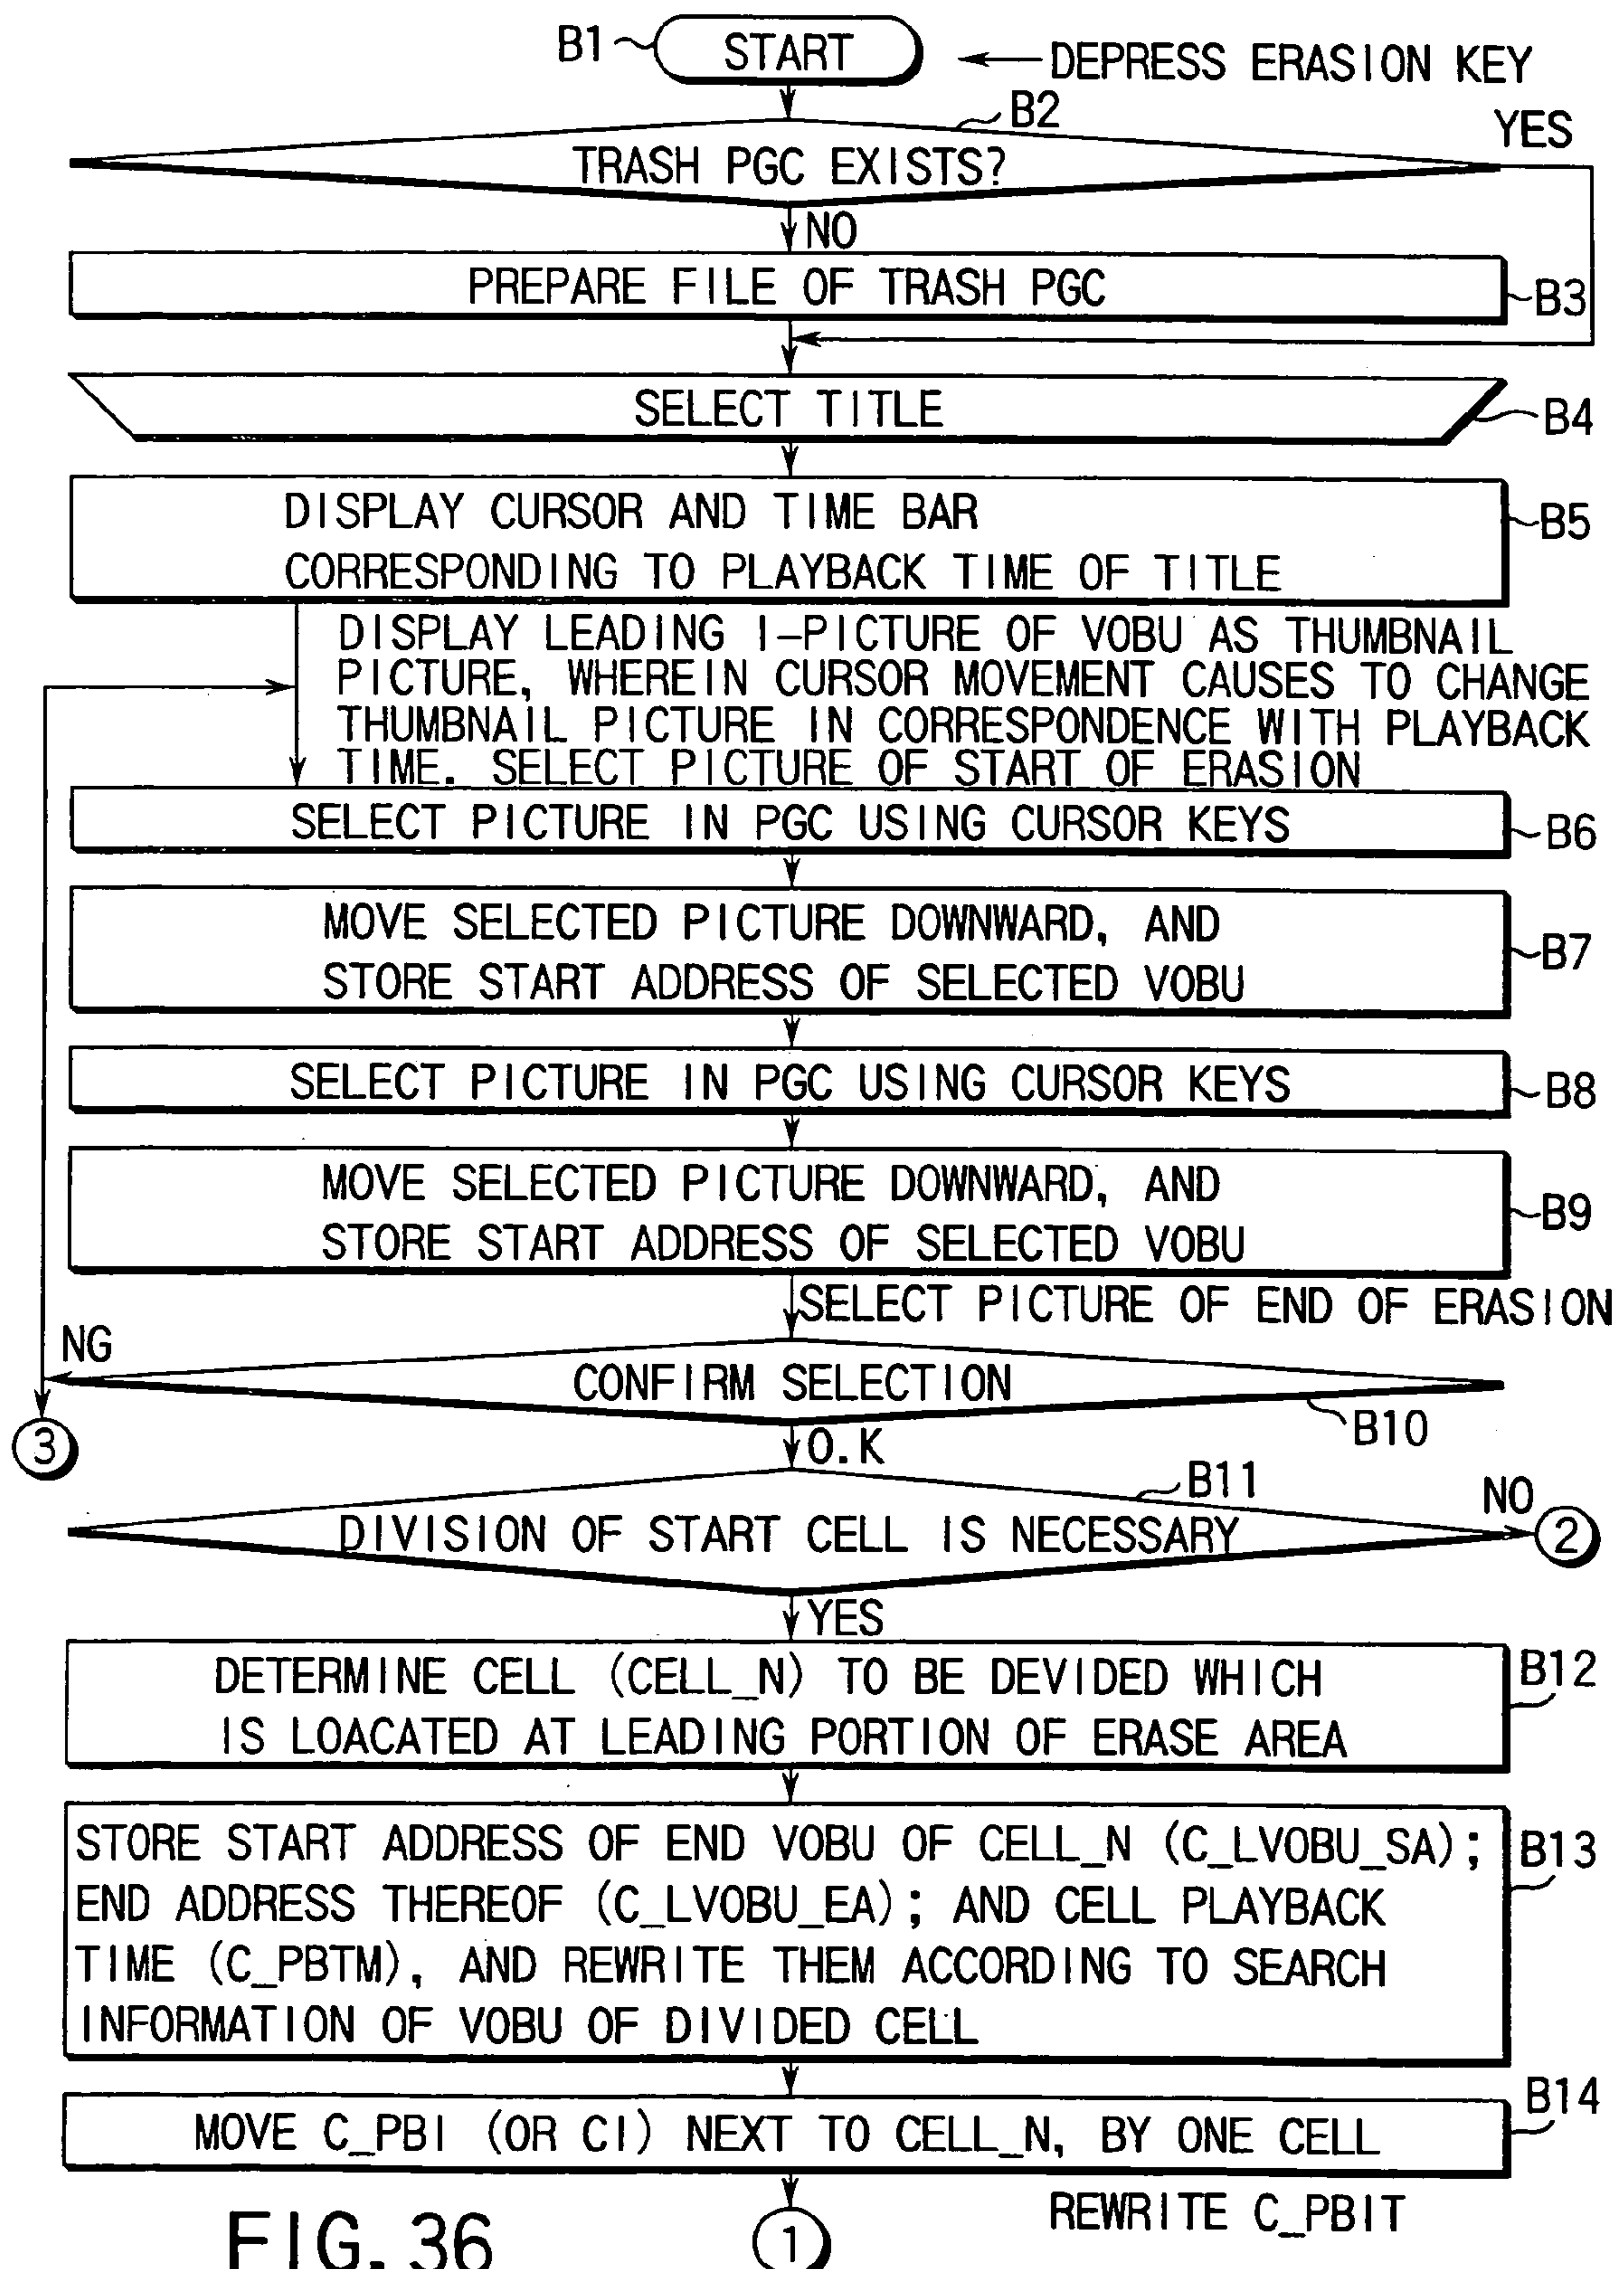 B1
START
DEPRESS ERASION KEY
B2
YES
TRASH PGC EXISTS?
NO
PREPARE FILE OF TRASH PGC
B3
SELECT TITLE
B4
DISPLAY CURSOR AND TIME BAR
CORRESPONDING TO PLAYBACK TIME OF TITLE
B5
DISPLAY LEADING I-PICTURE OF VOBU AS THUMBNAIL
PICTURE, WHEREIN CURSOR MOVEMENT CAUSES TO CHANGE
THUMBNAIL PICTURE IN CORRESPONDENCE WITH PLAYBACK
TIME. SELECT PICTURE OF START OF ERASION
SELECT PICTURE IN PGC USING CURSOR KEYS
B6
MOVE SELECTED PICTURE DOWNWARD, AND
STORE START ADDRESS OF SELECTED VOBU
B7
SELECT PICTURE IN PGC USING CURSOR KEYS
B8
MOVE SELECTED PICTURE DOWNWARD, AND
STORE START ADDRESS OF SELECTED VOBU
B9
SELECT PICTURE OF END OF ERASION
NG
CONFIRM SELECTION
B10
3
O.K
B11
NO
DIVISION OF START CELL IS NECESSARY
2
YES
DETERMINE CELL (CELL_N) TO BE DEVIDED WHICH
IS LOACATED AT LEADING PORTION OF ERASE AREA
B12
STORE START ADDRESS OF END VOBU OF CELL_N (C_LVOBU_SA);
END ADDRESS THEREOF (C_LVOBU_EA); AND CELL PLAYBACK
TIME (C_PBTM), AND REWRITE THEM ACCORDING TO SEARCH
INFORMATION OF VOBU OF DIVIDED CELL
B13
MOVE C_PBI (OR CI) NEXT TO CELL_N, BY ONE CELL
B14
REWRITE C_PBIT
1
FIG. 36